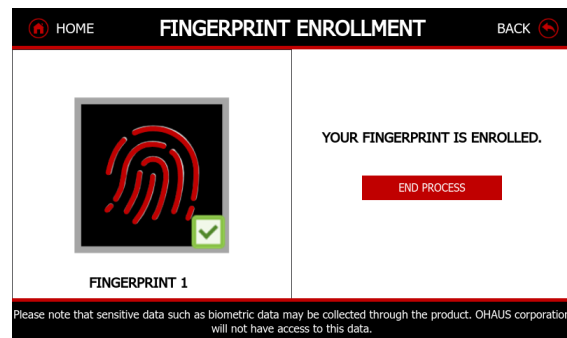 HOME
FINGERPRINT ENROLLMENT
BACK
YOUR FINGERPRINT IS ENROLLED.
END PROCESS
FINGERPRINT 1
Please note that sensitive data such as biometric data may be collected through the product. OHAUS corporation
will not have access to this data.